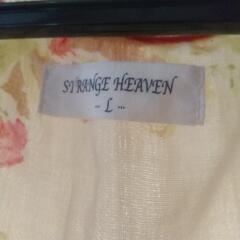 STRANGE HEAVEN
- L -